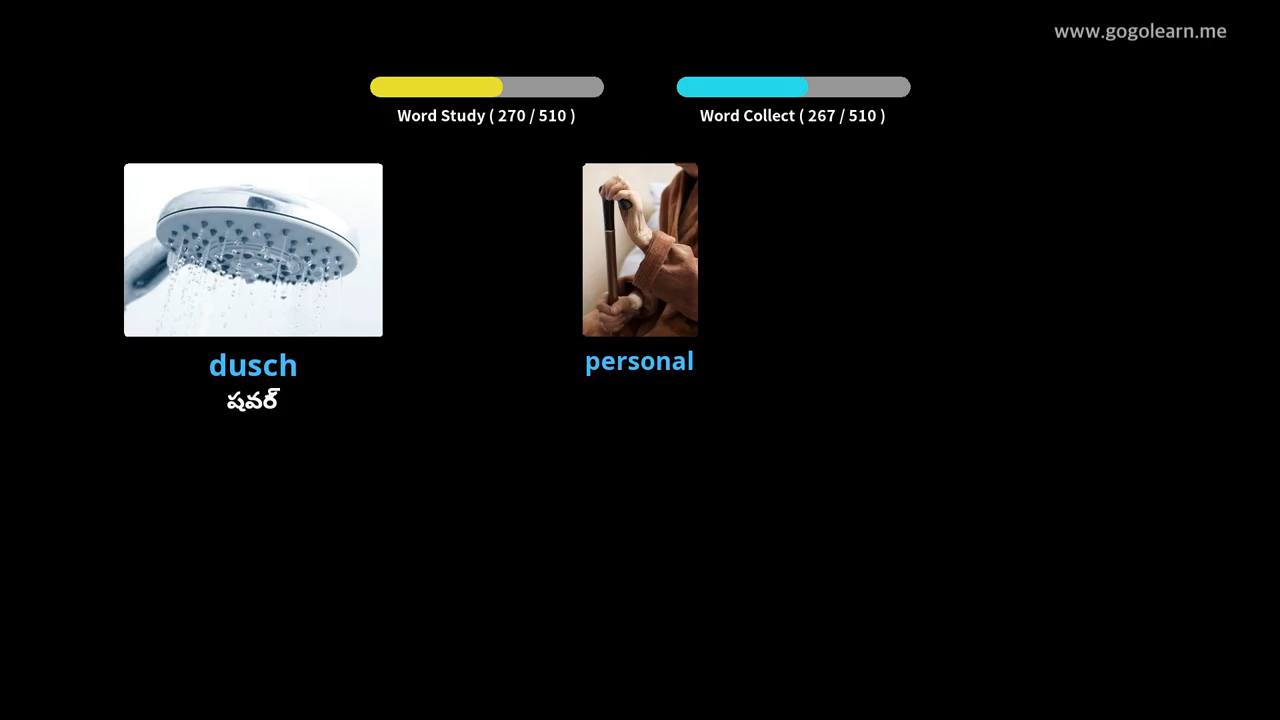 www.gogolearn.me
Word Study ( 270 / 510 )
Word Collect ( 267 / 510 )
dusch
షవర్
personal